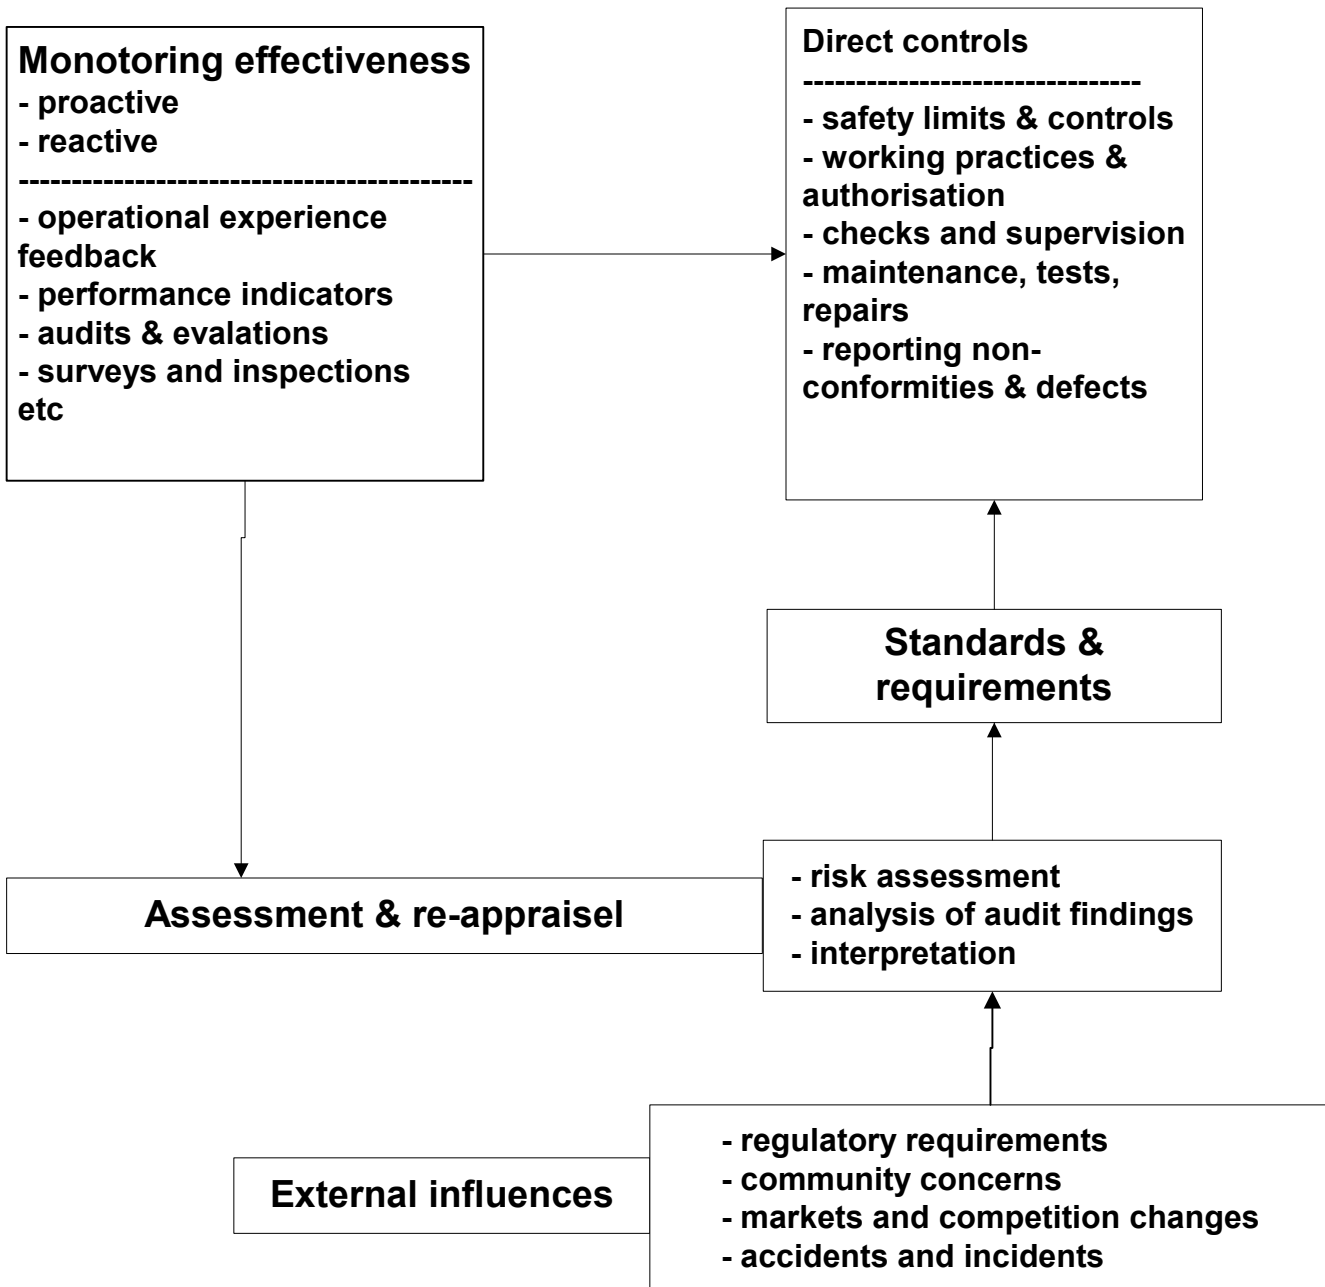 Monotoring effectiveness
- proactive
- reactive
-------------------------------------------
- operational experience
feedback
- performance indicators
- audits & evalations
- surveys and inspections
etc
Direct controls
--------------------------------
- safety limits & controls
- working practices &
authorisation
- checks and supervision
- maintenance, tests,
repairs
- reporting non-
conformities & defects
Standards &
requirements
Assessment & re-appraisel
- risk assessment
- analysis of audit findings
- interpretation
External influences
- regulatory requirements
- community concerns
- markets and competition changes
- accidents and incidents